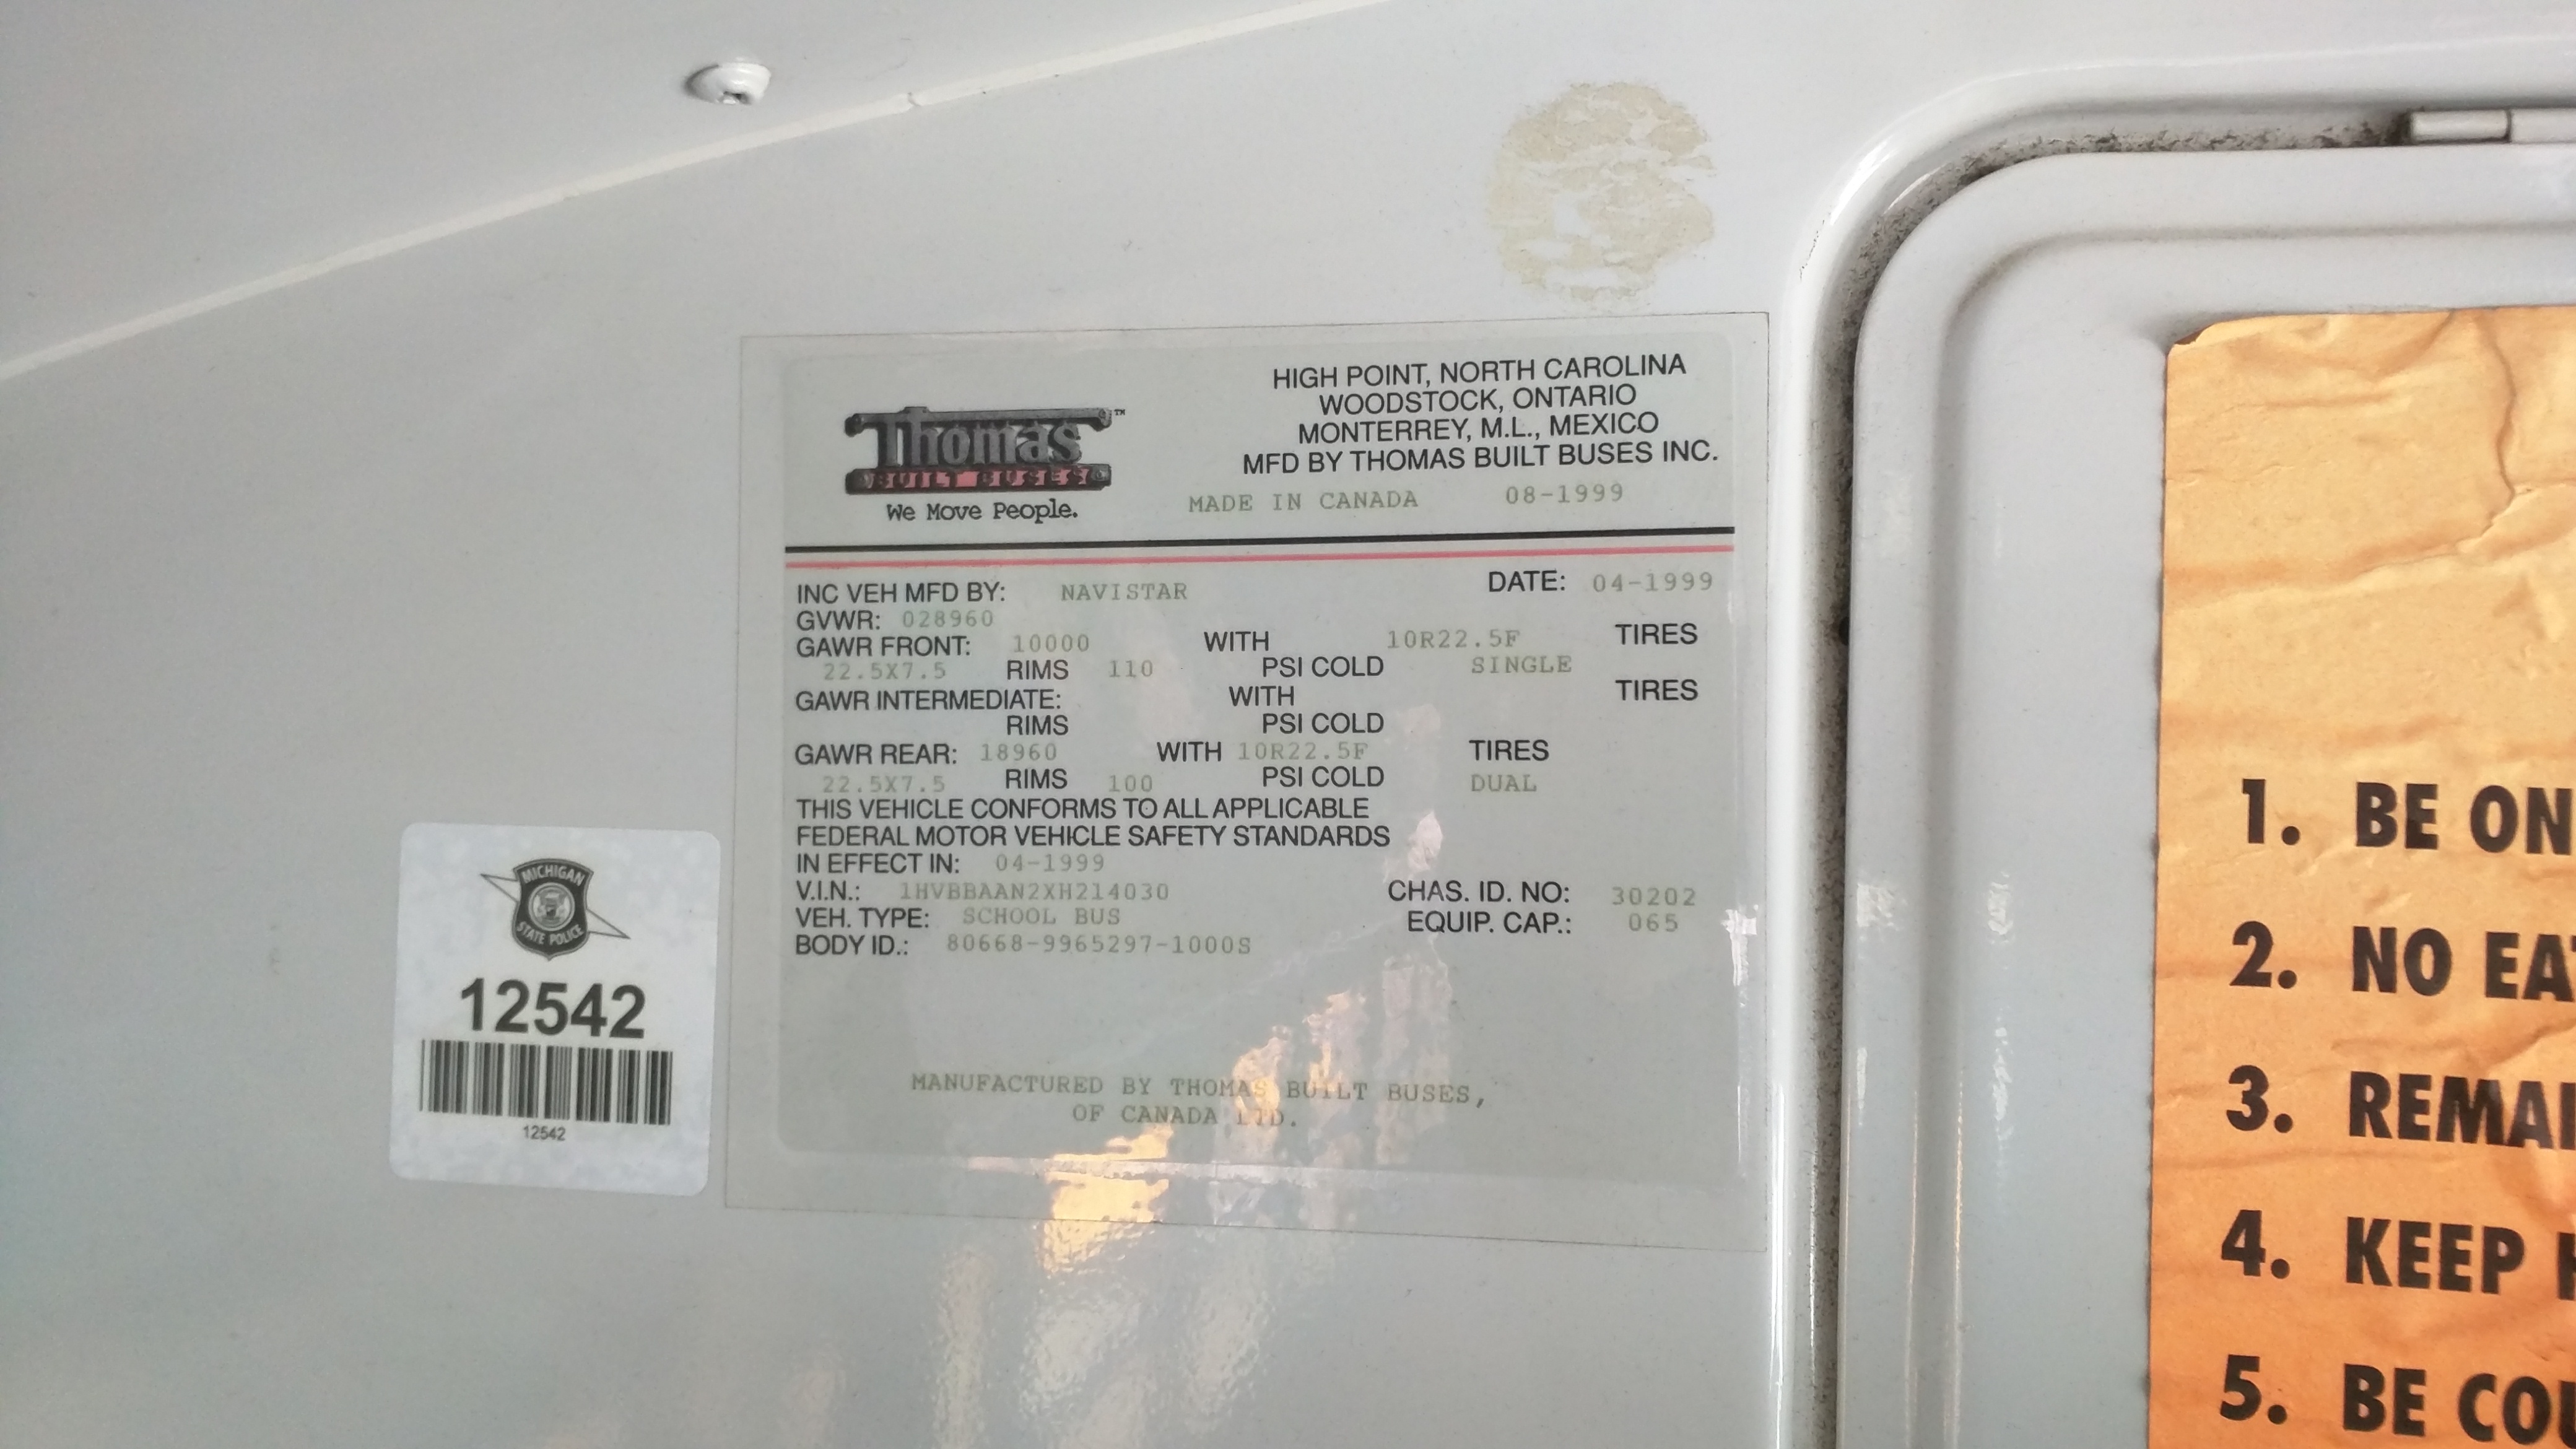 Thomas™
BUILT BUSES
We Move People.
HIGH POINT, NORTH CAROLINA
WOODSTOCK, ONTARIO
MONTERREY, M.L., MEXICO
MFD BY THOMAS BUILT BUSES INC.
MADE IN CANADA 08-1999
INC VEH MFD BY: NAVISTAR DATE: 04-1999
GVWR: 028960
GAWR FRONT: 10000 WITH 10R22.5F TIRES
22.5X7.5 RIMS 110 PSI COLD SINGLE
GAWR INTERMEDIATE: WITH TIRES
RIMS PSI COLD
GAWR REAR: 18960 WITH 10R22.5F TIRES
22.5X7.5 RIMS 100 PSI COLD DUAL
THIS VEHICLE CONFORMS TO ALL APPLICABLE
FEDERAL MOTOR VEHICLE SAFETY STANDARDS
IN EFFECT IN: 04-1999
V.I.N.: 1HVBBAAN2XH214030 CHAS. ID. NO: 30202
VEH. TYPE: SCHOOL BUS EQUIP. CAP.: 065
BODY ID.: 80668-9965297-1000S
MANUFACTURED BY THOMAS BUILT BUSES,
OF CANADA LTD.
MICHIGAN
STATE POLICE
12542
12542
1. BE ON
2. NO EA
3. REMAI
4. KEEP
5. BE COU